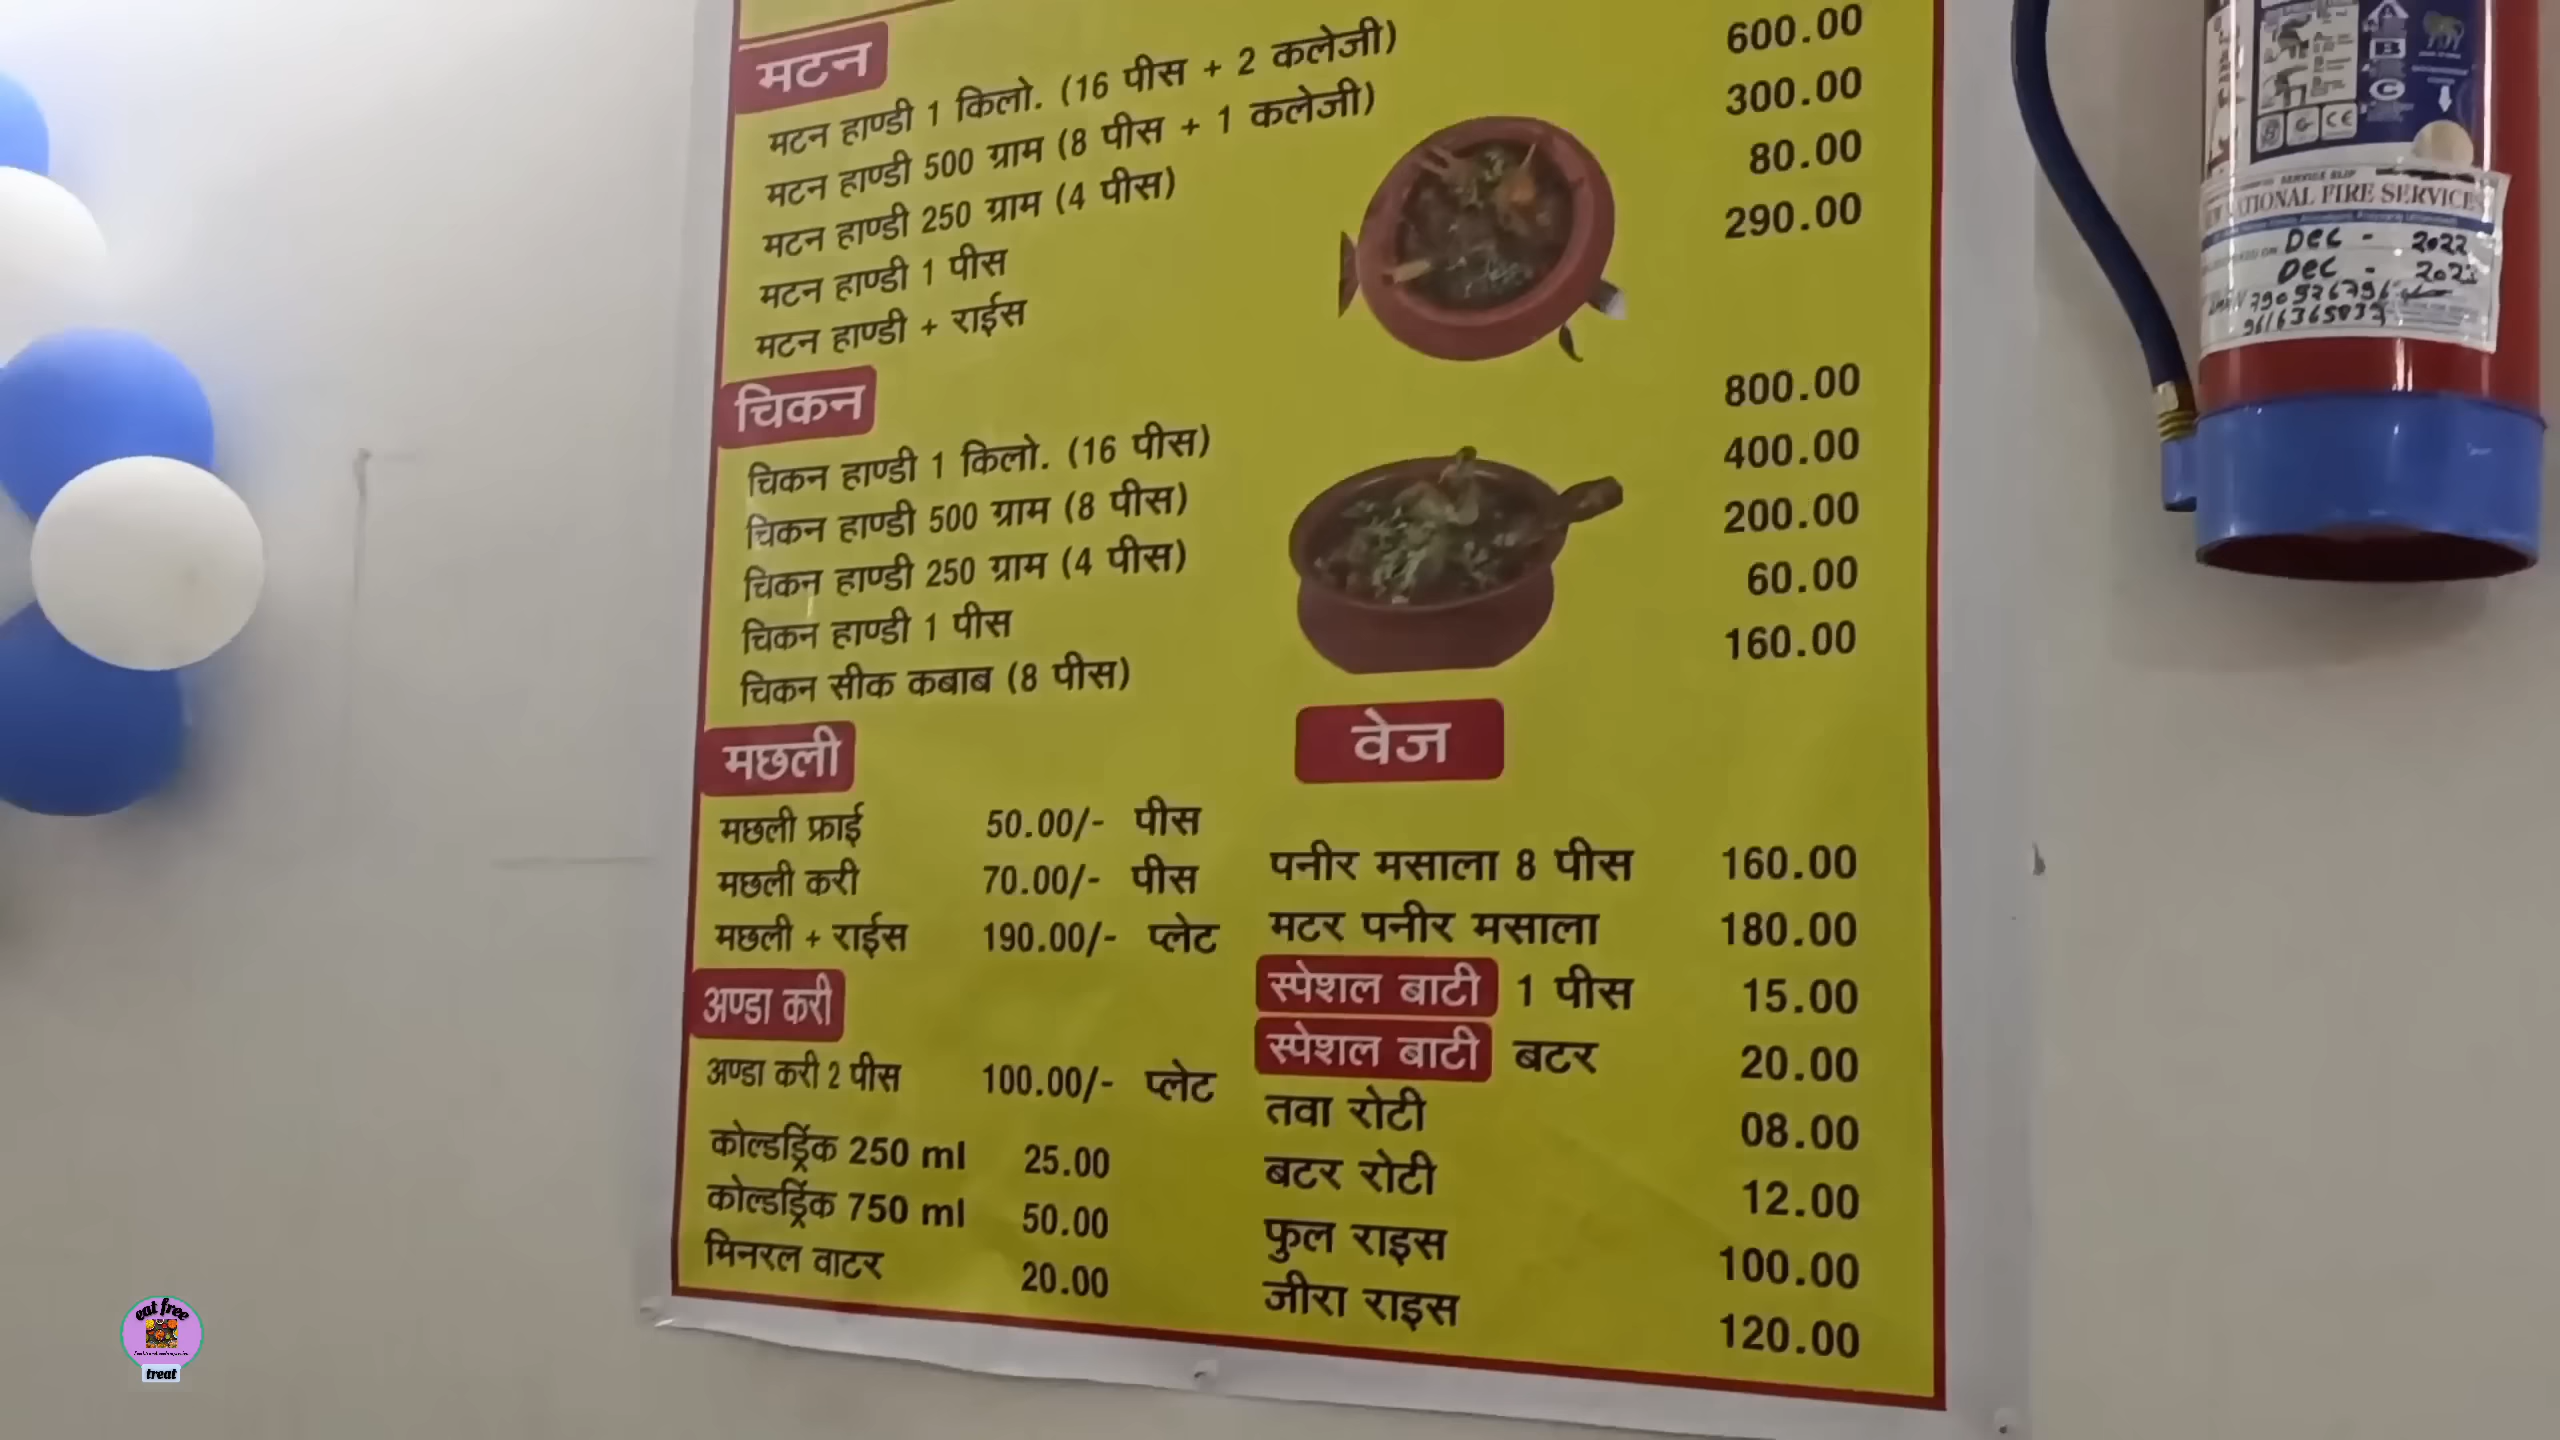 मटन
मटन हाण्डी 1 किलो. (16 पीस + 2 कलेजी)
मटन हाण्डी 500 ग्राम (8 पीस + 1 कलेजी) 600.00
मटन हाण्डी 250 ग्राम (4 पीस) 300.00
मटन हाण्डी 1 पीस 80.00
मटन हाण्डी + राईस 290.00
चिकन
चिकन हाण्डी 1 किलो. (16 पीस) 800.00
चिकन हाण्डी 500 ग्राम (8 पीस) 400.00
चिकन हाण्डी 250 ग्राम (4 पीस) 200.00
चिकन हाण्डी 1 पीस 60.00
चिकन सीक कबाब (8 पीस) 160.00
मछली
मछली फ्राई 50.00/- पीस
मछली करी 70.00/- पीस
मछली + राईस 190.00/- प्लेट
अण्डा करी
अण्डा करी 2 पीस 100.00/- प्लेट
कोल्डड्रिंक 250 ml 25.00
कोल्डड्रिंक 750 ml 50.00
मिनरल वाटर 20.00
वेज
पनीर मसाला 8 पीस 160.00
मटर पनीर मसाला 180.00
स्पेशल बाटी 1 पीस 15.00
स्पेशल बाटी बटर 20.00
तवा रोटी 08.00
बटर रोटी 12.00
फुल राइस 100.00
जीरा राइस 120.00
A
B
C
CE
SERVICE SLIP
NATIONAL FIRE SERVICE
Dec - 2022
Dec - 2023
eat free
treat